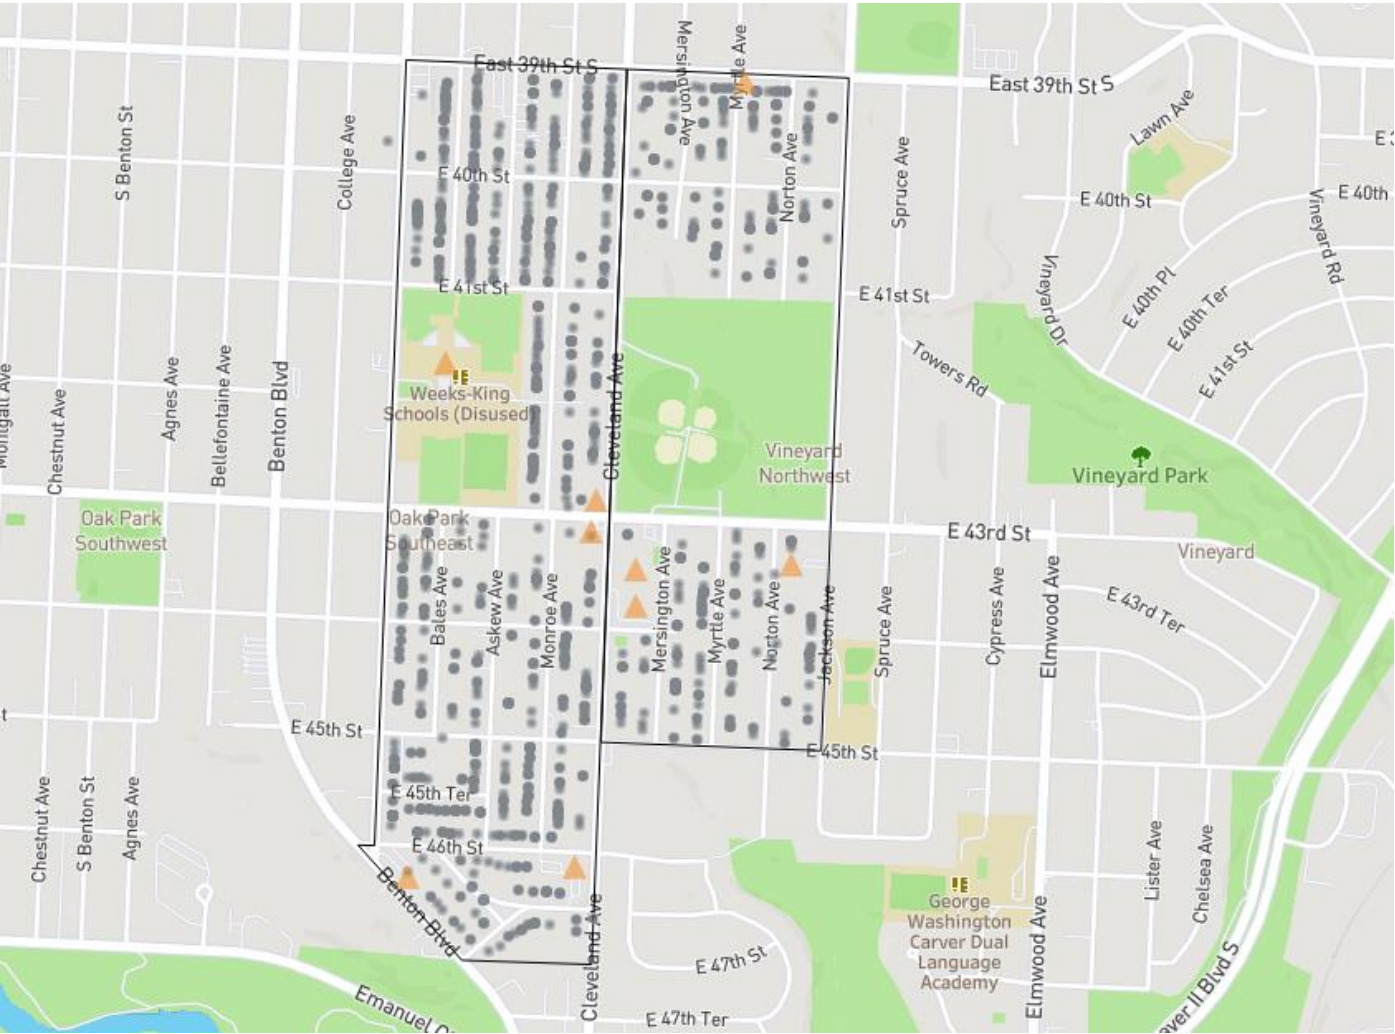 East 39th St S
East 39th St S
Mersington Ave
Myrtle Ave
Lawn Ave
S Benton St
College Ave
E 40th St
Norton Ave
Spruce Ave
E 40th St
E 40th
Vineyard Rd
E 41st St
E 41st St
Vineyard Dr
E 40th Pl
E 40th Ter
E 41st St
Towers Rd
Chestnut Ave
Agnes Ave
Bellefontaine Ave
Benton Blvd
Weeks-King
Schools (Disused)
Cleveland Ave
Vineyard
Northwest
Vineyard Park
Oak Park
Southwest
Oak Park
Southeast
E 43rd St
Vineyard
Bales Ave
Askew Ave
Monroe Ave
Mersington Ave
Myrtle Ave
Norton Ave
Jackson Ave
Spruce Ave
Cypress Ave
Elmwood Ave
E 43rd Ter
E 45th St
E 45th St
E 45th Ter
E 46th St
Chestnut Ave
S Benton St
Agnes Ave
Benton Blvd
Cleveland Ave
George
Washington
Carver Dual
Language
Academy
Elmwood Ave
Lister Ave
Chelsea Ave
E 47th St
E 47th Ter
Emanuel
Blvd S